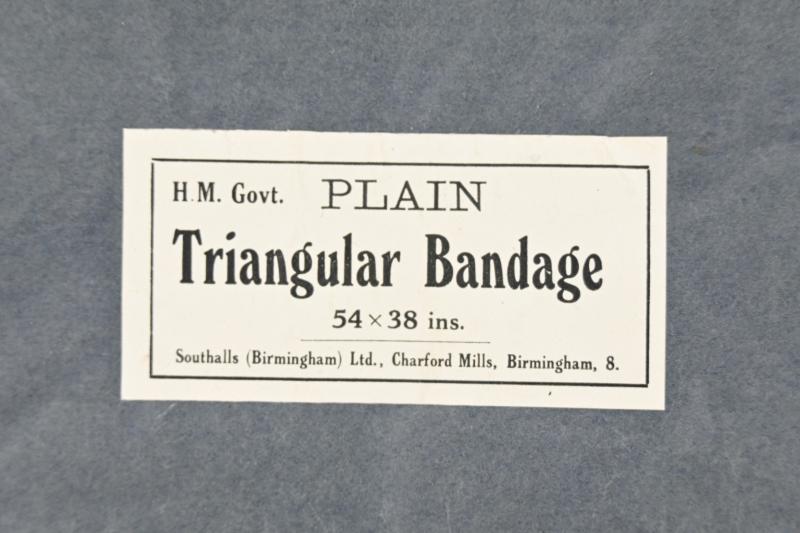 H.M. Govt. PLAIN
Triangular Bandage
54 × 38 ins.
Southalls (Birmingham) Ltd., Charford Mills, Birmingham, 8.